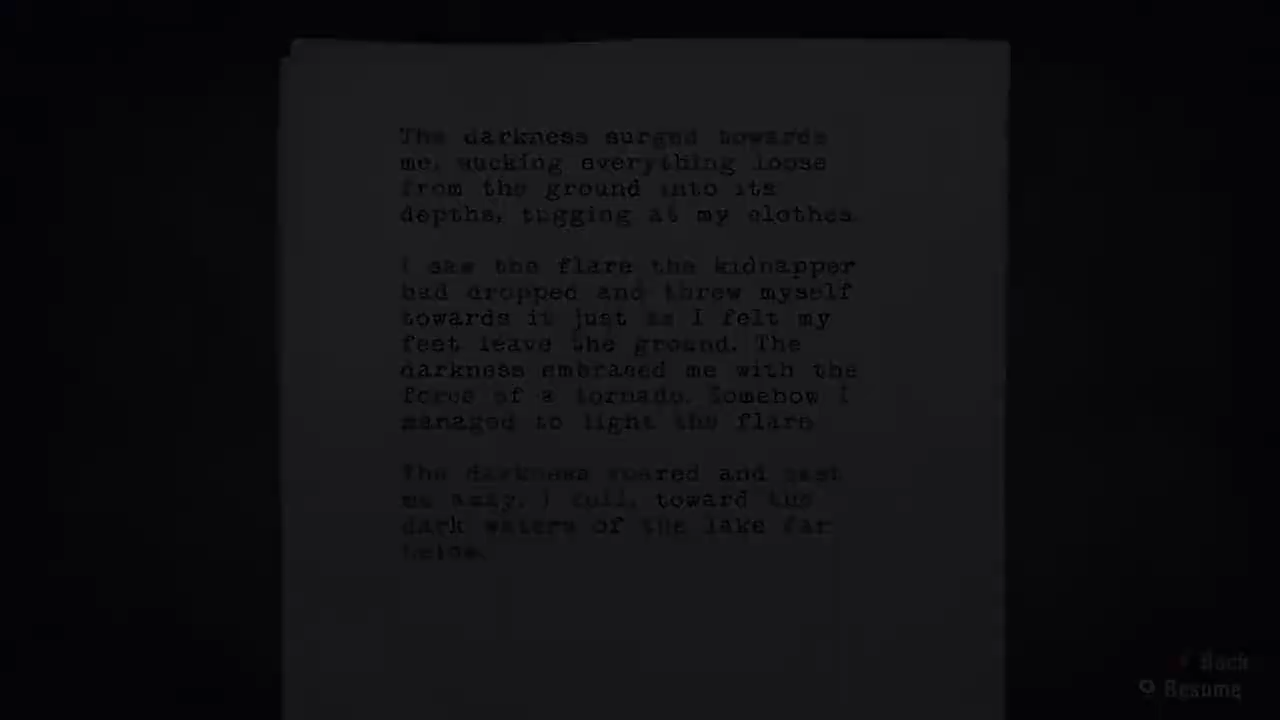 The darkness surged towards
me, sucking everything loose
from the ground into its
depths, tugging at my clothes.
I saw the flare the kidnapper
had dropped and threw myself
towards it just as I felt my
feet leave the ground. The
darkness embraced me with the
force of a tornado. Somehow I
managed to light the flare.
The darkness roared and cast
me away. I fell, toward the
dark waters of the lake far
below.
Back
Resume